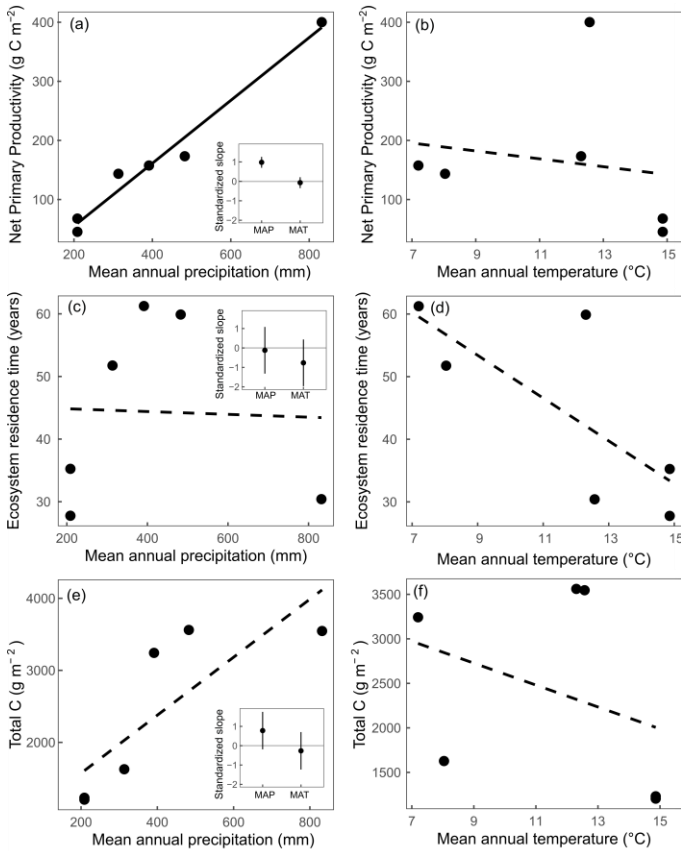 (a)
Net Primary Productivity (g C m⁻²)
400
300
200
100
Standardized slope
1
0
−1
−2
MAP MAT
200 400 600 800
Mean annual precipitation (mm)
(b)
Net Primary Productivity (g C m⁻²)
400
300
200
100
7 9 11 13 15
Mean annual temperature (°C)
(c)
Ecosystem residence time (years)
60
50
40
30
Standardized slope
1
0
−1
−2
MAP MAT
200 400 600 800
Mean annual precipitation (mm)
(d)
Ecosystem residence time (years)
60
50
40
30
7 9 11 13 15
Mean annual temperature (°C)
(e)
Total C (g m⁻²)
4000
3000
2000
Standardized slope
1
0
−1
−2
MAP MAT
200 400 600 800
Mean annual precipitation (mm)
(f)
Total C (g m⁻²)
3500
3000
2500
2000
1500
7 9 11 13 15
Mean annual temperature (°C)